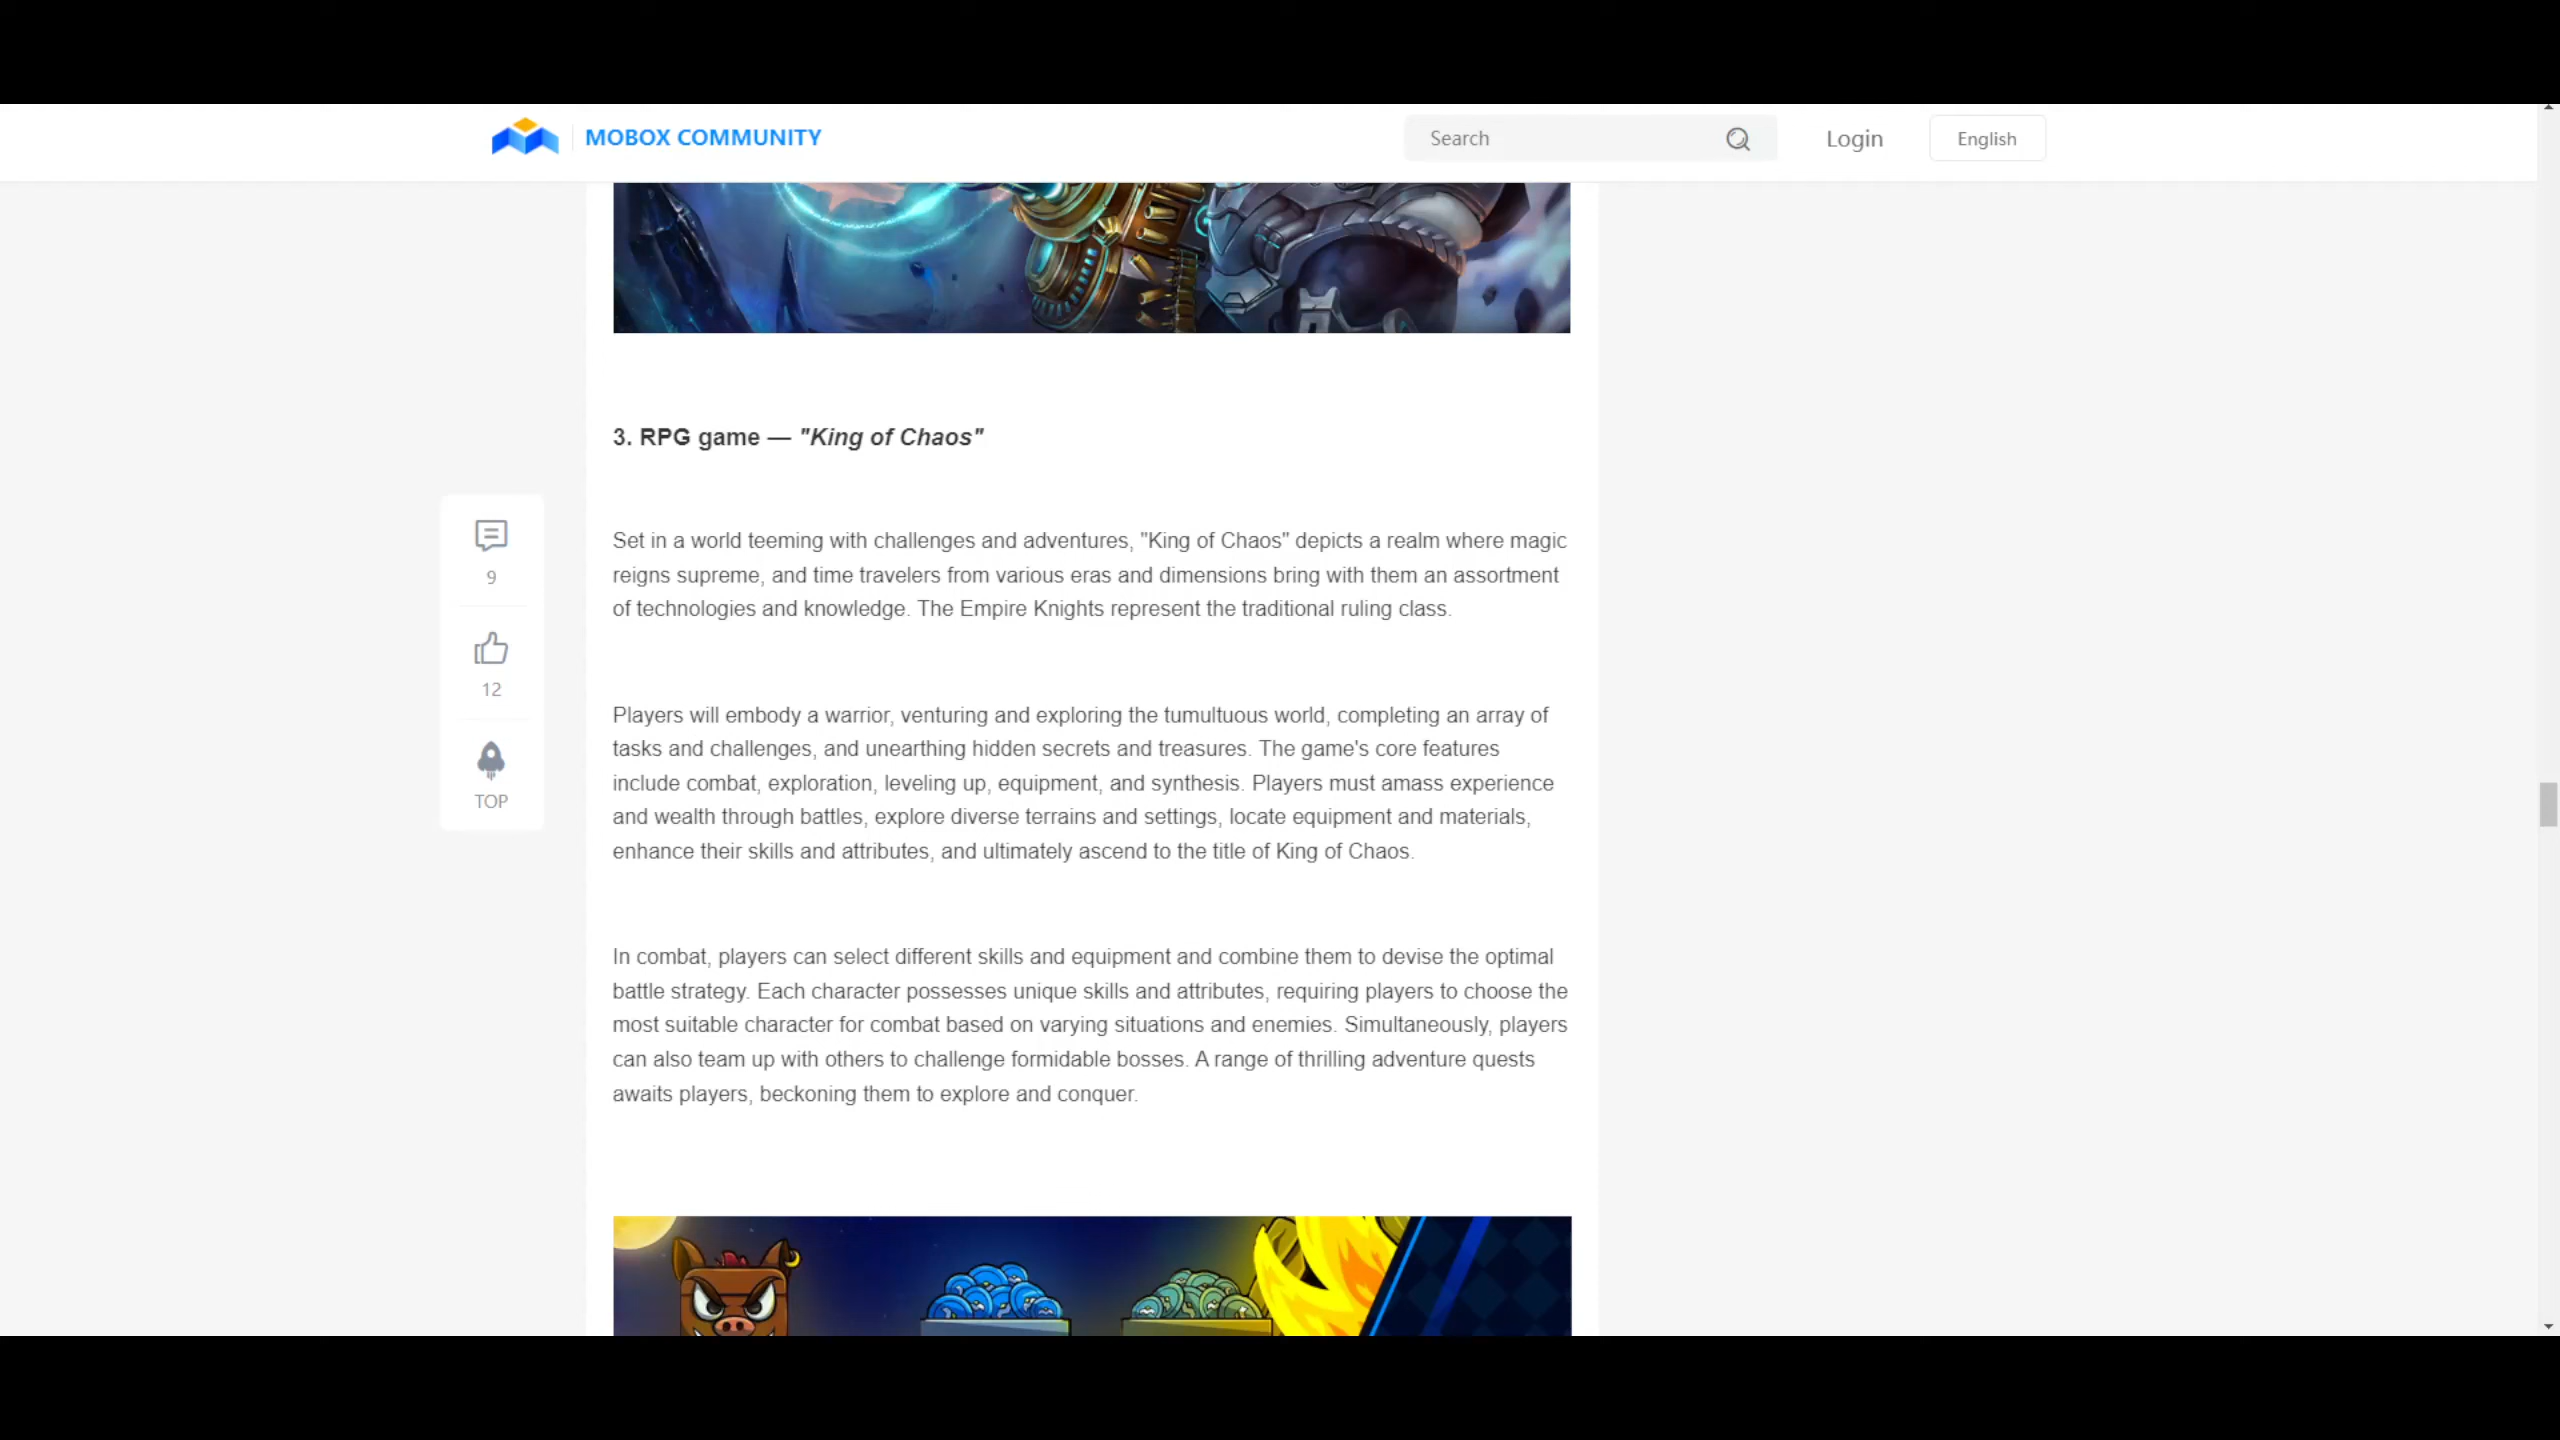 MOBOX COMMUNITY
Search
Login
English
3. RPG game — "King of Chaos"
Set in a world teeming with challenges and adventures, "King of Chaos" depicts a realm where magic
reigns supreme, and time travelers from various eras and dimensions bring with them an assortment
of technologies and knowledge. The Empire Knights represent the traditional ruling class.
9
12
TOP
Players will embody a warrior, venturing and exploring the tumultuous world, completing an array of
tasks and challenges, and unearthing hidden secrets and treasures. The game's core features
include combat, exploration, leveling up, equipment, and synthesis. Players must amass experience
and wealth through battles, explore diverse terrains and settings, locate equipment and materials,
enhance their skills and attributes, and ultimately ascend to the title of King of Chaos.
In combat, players can select different skills and equipment and combine them to devise the optimal
battle strategy. Each character possesses unique skills and attributes, requiring players to choose the
most suitable character for combat based on varying situations and enemies. Simultaneously, players
can also team up with others to challenge formidable bosses. A range of thrilling adventure quests
awaits players, beckoning them to explore and conquer.